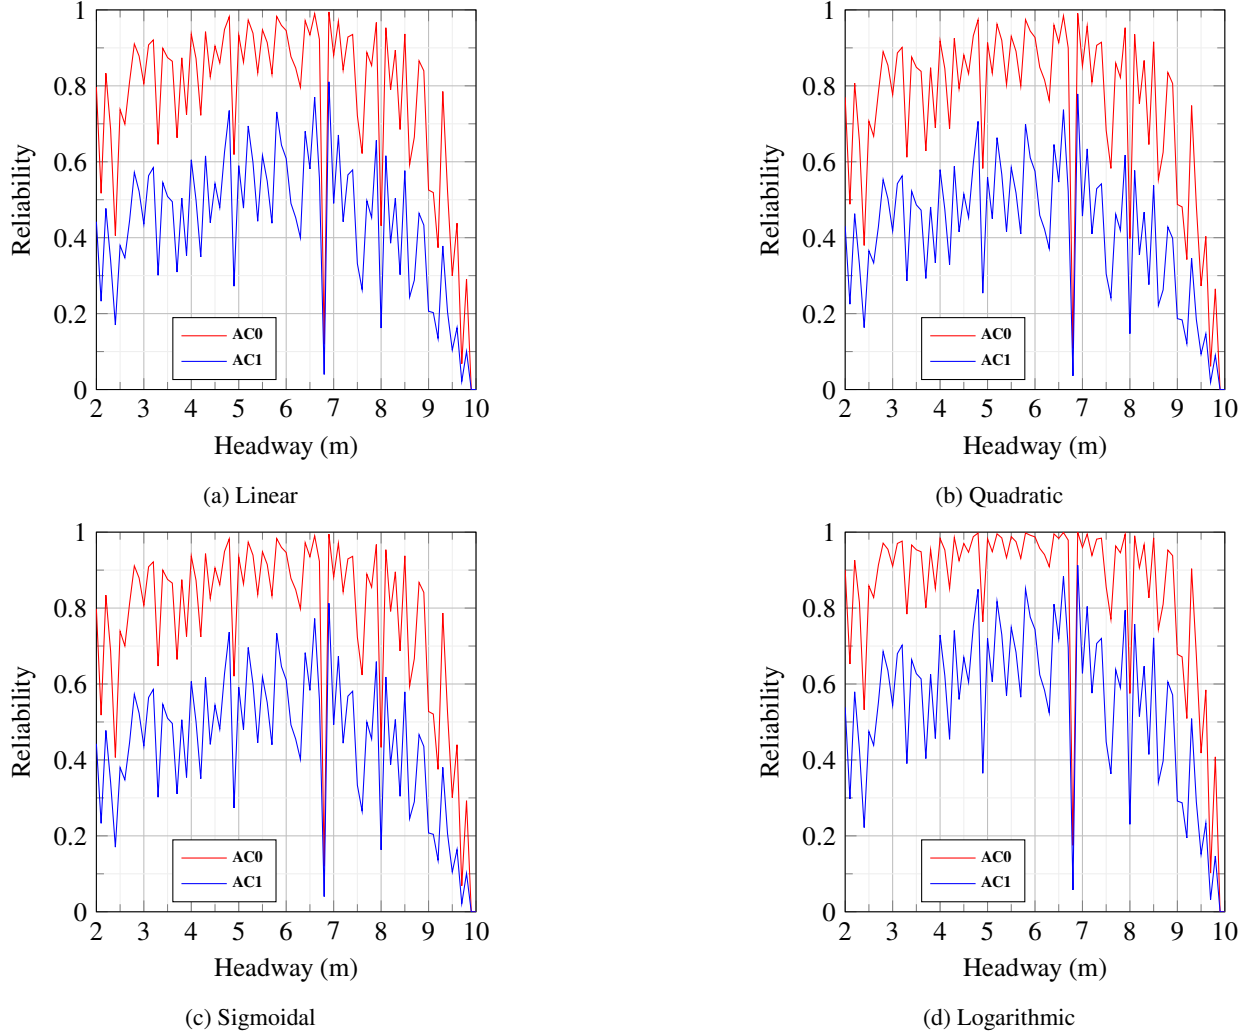 1
0.8
0.6
0.4
0.2
0
Reliability
AC0
AC1
2 3 4 5 6 7 8 9 10
Headway (m)
(a) Linear
1
0.8
0.6
0.4
0.2
0
Reliability
AC0
AC1
2 3 4 5 6 7 8 9 10
Headway (m)
(b) Quadratic
1
0.8
0.6
0.4
0.2
0
Reliability
AC0
AC1
2 3 4 5 6 7 8 9 10
Headway (m)
(c) Sigmoidal
1
0.8
0.6
0.4
0.2
0
Reliability
AC0
AC1
2 3 4 5 6 7 8 9 10
Headway (m)
(d) Logarithmic